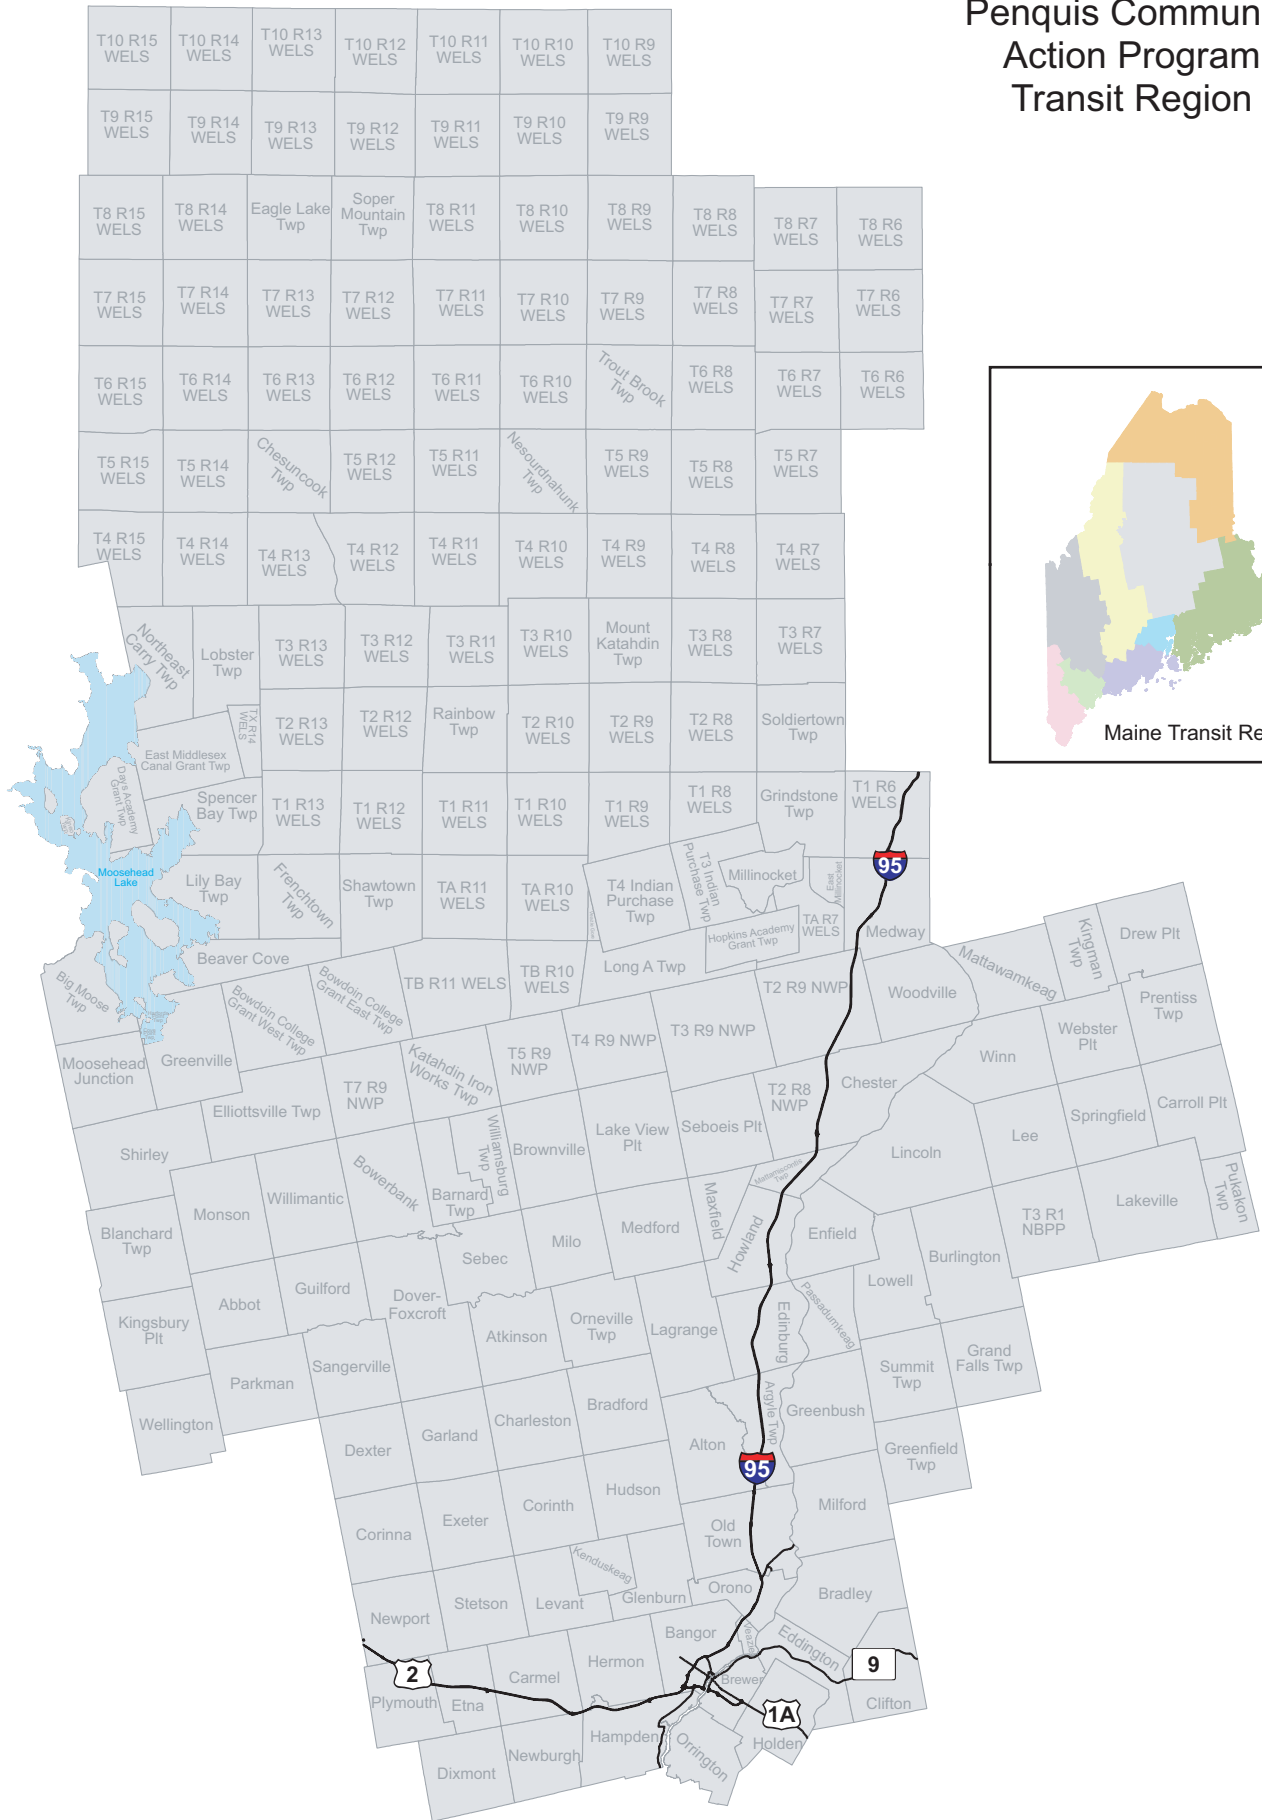 Penquis Commun
Action Program
Transit Region
T10 R15
WELS
T10 R14
WELS
T10 R13
WELS
T10 R12
WELS
T10 R11
WELS
T10 R10
WELS
T10 R9
WELS
T9 R15
WELS
T9 R14
WELS
T9 R13
WELS
T9 R12
WELS
T9 R11
WELS
T9 R10
WELS
T9 R9
WELS
T8 R15
WELS
T8 R14
WELS
Eagle Lake
Twp
Soper
Mountain
Twp
T8 R11
WELS
T8 R10
WELS
T8 R9
WELS
T8 R8
WELS
T8 R7
WELS
T8 R6
WELS
T7 R15
WELS
T7 R14
WELS
T7 R13
WELS
T7 R12
WELS
T7 R11
WELS
T7 R10
WELS
T7 R9
WELS
T7 R8
WELS
T7 R7
WELS
T7 R6
WELS
T6 R15
WELS
T6 R14
WELS
T6 R13
WELS
T6 R12
WELS
T6 R11
WELS
T6 R10
WELS
Trout Brook
Twp
T6 R8
WELS
T6 R7
WELS
T6 R6
WELS
T5 R15
WELS
T5 R14
WELS
Chesuncook
Twp
T5 R12
WELS
T5 R11
WELS
Nesourdnahunk
Twp
T5 R9
WELS
T5 R8
WELS
T5 R7
WELS
T4 R15
WELS
T4 R14
WELS
T4 R13
WELS
T4 R12
WELS
T4 R11
WELS
T4 R10
WELS
T4 R9
WELS
T4 R8
WELS
T4 R7
WELS
Northeast
Carry Twp
Lobster
Twp
T3 R13
WELS
T3 R12
WELS
T3 R11
WELS
T3 R10
WELS
Mount
Katahdin
Twp
T3 R8
WELS
T3 R7
WELS
TX R14
WELS
East Middlesex
Canal Grant Twp
T2 R13
WELS
T2 R12
WELS
Rainbow
Twp
T2 R10
WELS
T2 R9
WELS
T2 R8
WELS
Soldiertown
Twp
Maine Transit Re
Days Academy
Grant Twp
Spencer
Bay Twp
T1 R13
WELS
T1 R12
WELS
T1 R11
WELS
T1 R10
WELS
T1 R9
WELS
T1 R8
WELS
Grindstone
Twp
T1 R6
WELS
95
Moosehead
Lake
Lily Bay
Twp
Frenchtown
Twp
Shawtown
Twp
TA R11
WELS
TA R10
WELS
T4 Indian
Purchase
Twp
T3 Indian
Purchase Twp
Millinocket
East
Millinocket
TA R7
WELS
Hopkins Academy
Grant Twp
Medway
Beaver Cove
Long A Twp
Big Moose
Twp
Bowdoin College
Grant West Twp
Bowdoin College
Grant East Twp
TB R11 WELS
TB R10
WELS
T2 R9 NWP
Woodville
Mattawamkeag
Kingman
Twp
Drew Plt
Prentiss
Twp
Webster
Plt
Moosehead
Junction
Greenville
T7 R9
NWP
Katahdin Iron
Works Twp
T5 R9
NWP
T4 R9 NWP
T3 R9 NWP
T2 R8
NWP
Chester
Winn
Elliottsville Twp
Williamsburg
Twp
Brownville
Lake View
Plt
Seboeis Plt
Carroll Plt
Springfield
Lee
Lincoln
Shirley
Bowerbank
Barnard
Twp
Mattamiscontis
Twp
Willimantic
Monson
Maxfield
Howland
Medford
Milo
Sebec
Enfield
T3 R1
NBPP
Lakeville
Pukakon
Twp
Blanchard
Twp
Burlington
Lowell
Guilford
Abbot
Dover-
Foxcroft
Kingsbury
Plt
Atkinson
Orneville
Twp
Lagrange
Edinburg
Passadumkeag
Grand
Falls Twp
Summit
Twp
Sangerville
Parkman
Wellington
Bradford
Charleston
Garland
Dexter
Argyle Twp
Greenbush
Alton
Greenfield
Twp
95
Hudson
Corinth
Exeter
Corinna
Milford
Old
Town
Kenduskeag
Glenburn
Orono
Bradley
Levant
Stetson
Newport
Bangor
Veazie
Eddington
Hermon
Carmel
Brewer
9
2
Plymouth
Etna
Clifton
1A
Hampden
Orrington
Holden
Newburgh
Dixmont